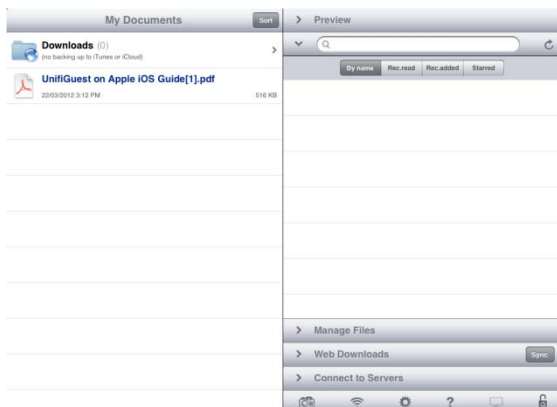 My Documents
Sort
Downloads (0)
(no backing up to iTunes or iCloud)
UnifiGuest on Apple iOS Guide[1].pdf
22/03/2012 3:12 PM
516 KB
Preview
By name Rec.read Rec.added Starred
Manage Files
Web Downloads
Sync
Connect to Servers
?